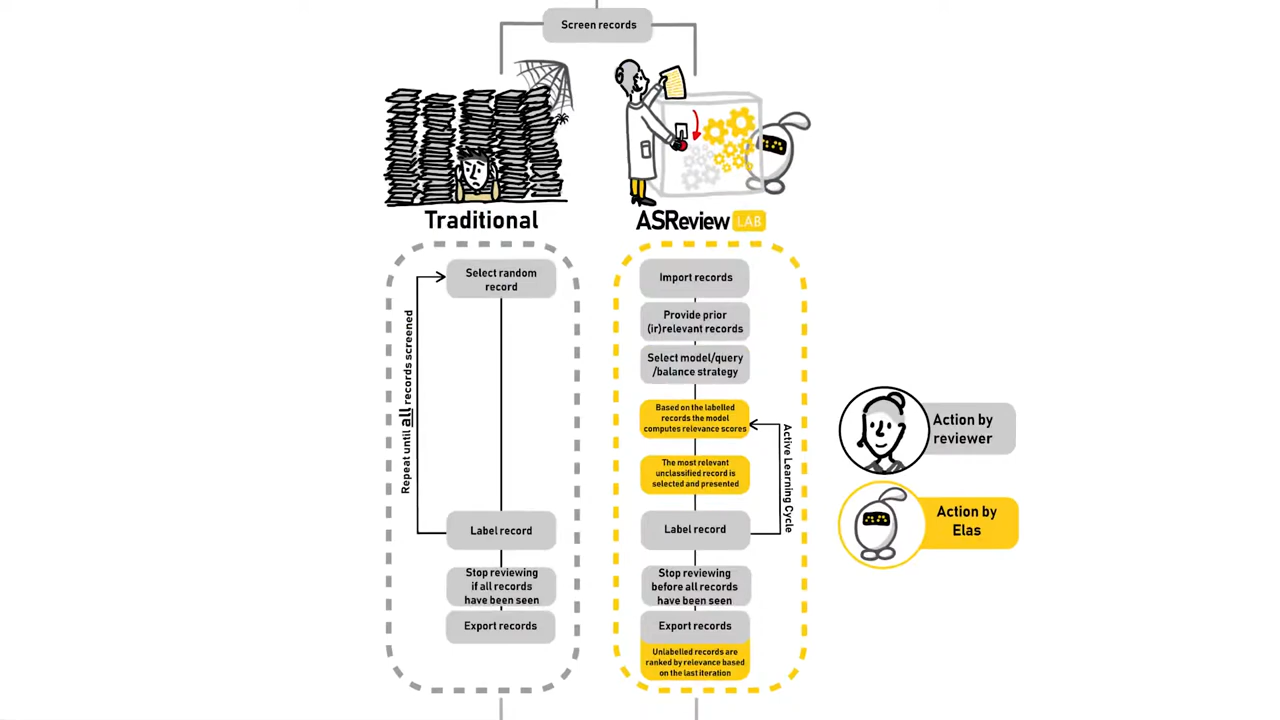 Screen records
Traditional
ASReview LAB
Select random
record
Repeat until all records screened
Label record
Stop reviewing
if all records
have been seen
Export records
Import records
Provide prior
(ir)relevant records
Select model/query
/balance strategy
Based on the labelled
records the model
computes relevance scores
The most relevant
unclassified record is
selected and presented
Label record
Active Learning Cycle
Stop reviewing
before all records
have been seen
Export records
Unlabelled records are
ranked by relevance based
on the last iteration
Action by
reviewer
Action by
Elas